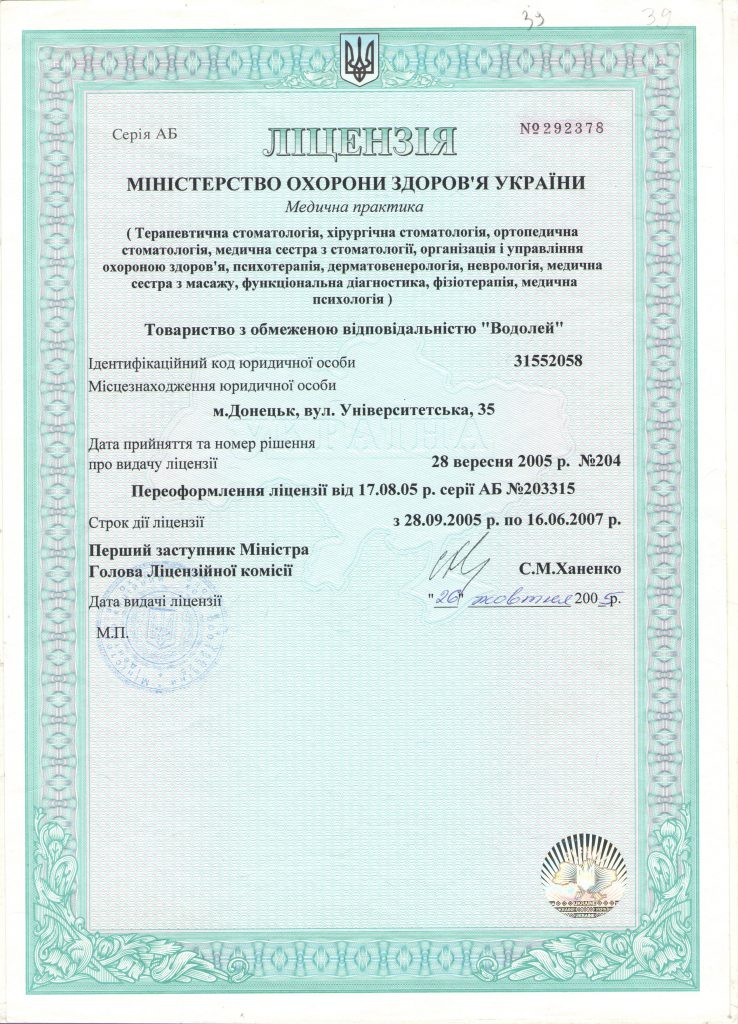 39 39
Серія АБ
ЛІЦЕНЗІЯ
№292378
МІНІСТЕРСТВО ОХОРОНИ ЗДОРОВ'Я УКРАЇНИ
Медична практика
( Терапевтична стоматологія, хірургічна стоматологія, ортопедична
стоматологія, медична сестра з стоматології, організація і управління
охороною здоров'я, психотерапія, дерматовенерологія, неврологія, медична
сестра з масажу, функціональна діагностика, фізіотерапія, медична
психологія )
Товариство з обмеженою відповідальністю "Водолей"
Ідентифікаційний код юридичної особи 31552058
Місцезнаходження юридичної особи
м.Донецьк, вул. Університетська, 35
УКРАЇНА
Дата прийняття та номер рішення
про видачу ліцензії 28 вересня 2005 р. №204
Переоформлення ліцензії від 17.08.05 р. серії АБ №203315
Строк дії ліцензії з 28.09.2005 р. по 16.06.2007 р.
Перший заступник Міністра
Голова Ліцензійної комісії С.М.Ханенко
Дата видачі ліцензії "26" жовтня 2005р.
М.П.
UKRAINE